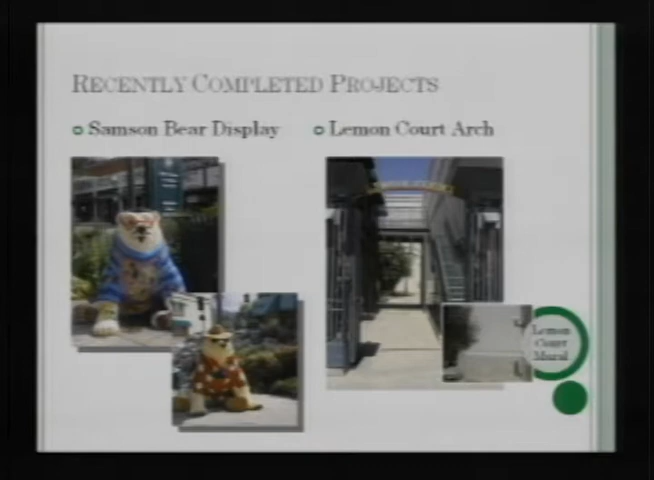 RECENTLY COMPLETED PROJECTS
Samson Bear Display
Lemon Court Arch
Lemon
Court
Mural